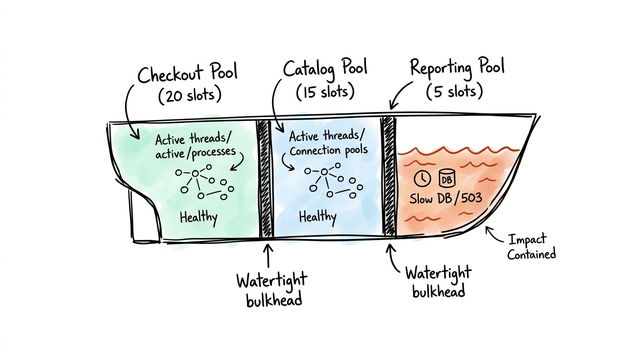 Checkout Pool
(20 slots)
Catalog Pool
(15 slots)
Reporting Pool
(5 slots)
Active threads/
active/processes
Healthy
Active threads/
Connection pools
Healthy
DB
Slow DB/503
Impact
Contained
Watertight
bulkhead
Watertight
bulkhead